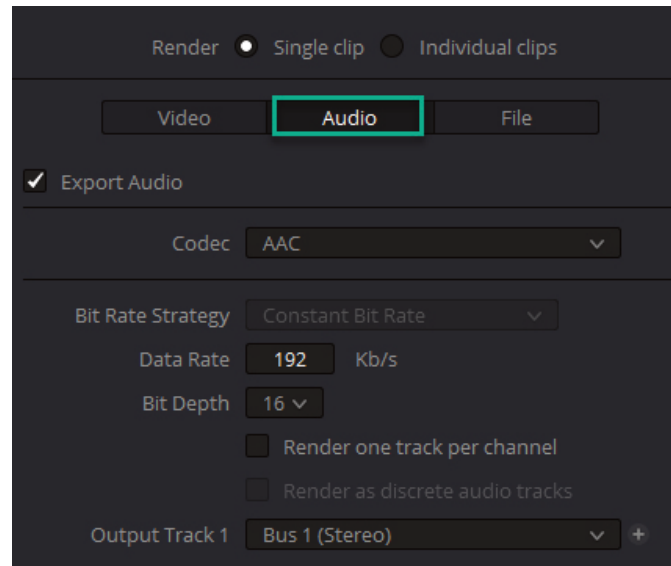 Render Single clip Individual clips
Video Audio File
Export Audio
Codec AAC
Bit Rate Strategy Constant Bit Rate
Data Rate 192 Kb/s
Bit Depth 16
Render one track per channel
Render as discrete audio tracks
Output Track 1 Bus 1 (Stereo) +